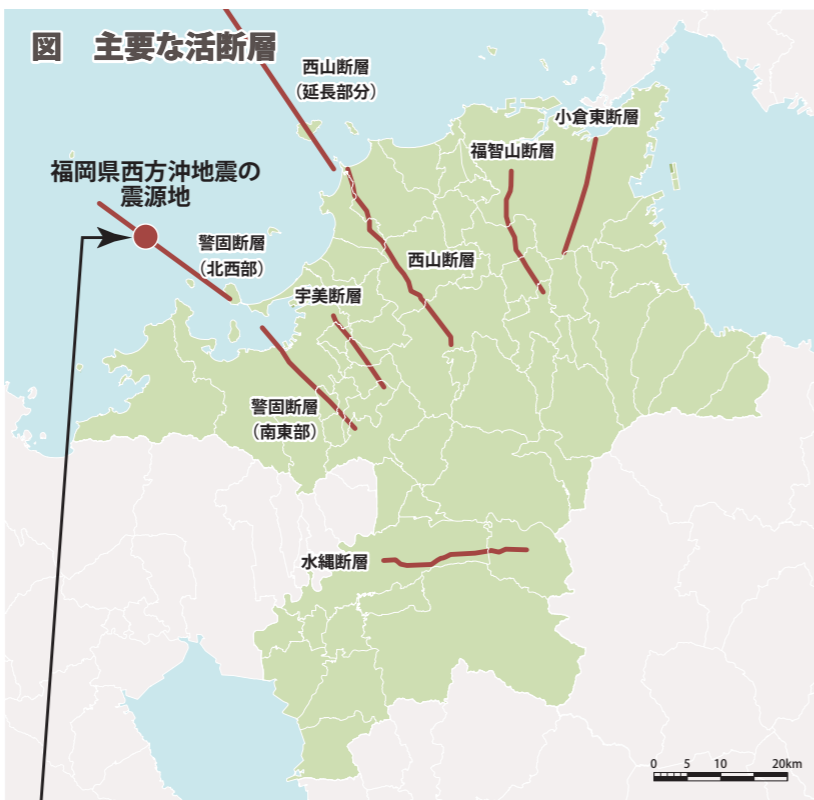 図 主要な活断層
西山断層
(延長部分)
小倉東断層
福智山断層
福岡県西方沖地震の
震源地
警固断層
(北西部)
西山断層
宇美断層
警固断層
(南東部)
水縄断層
0 5 10 20km